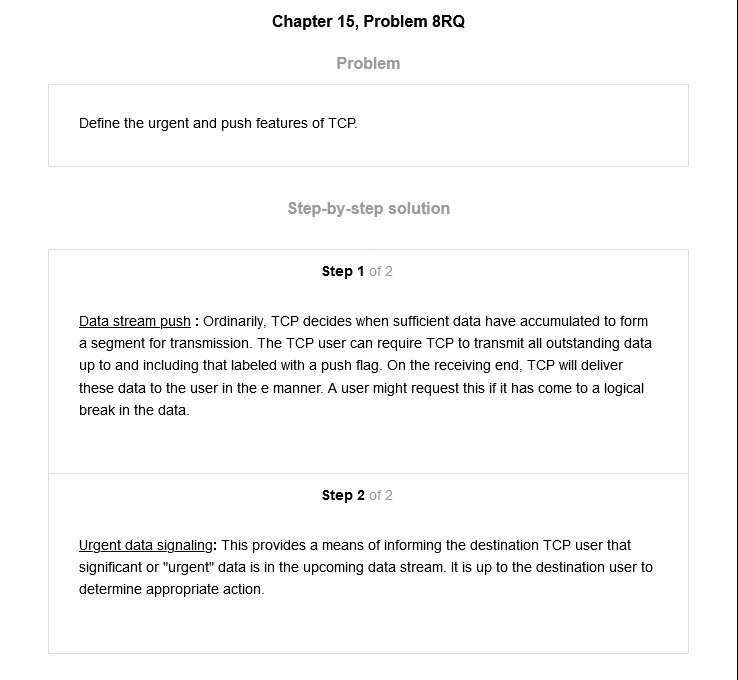 Chapter 15, Problem 8RQ
Problem
Define the urgent and push features of TCP.
Step-by-step solution
Step 1 of 2
Data stream push : Ordinarily, TCP decides when sufficient data have accumulated to form
a segment for transmission. The TCP user can require TCP to transmit all outstanding data
up to and including that labeled with a push flag. On the receiving end, TCP will deliver
these data to the user in the e manner. A user might request this if it has come to a logical
break in the data.
Step 2 of 2
Urgent data signaling: This provides a means of informing the destination TCP user that
significant or "urgent" data is in the upcoming data stream. It is up to the destination user to
determine appropriate action.